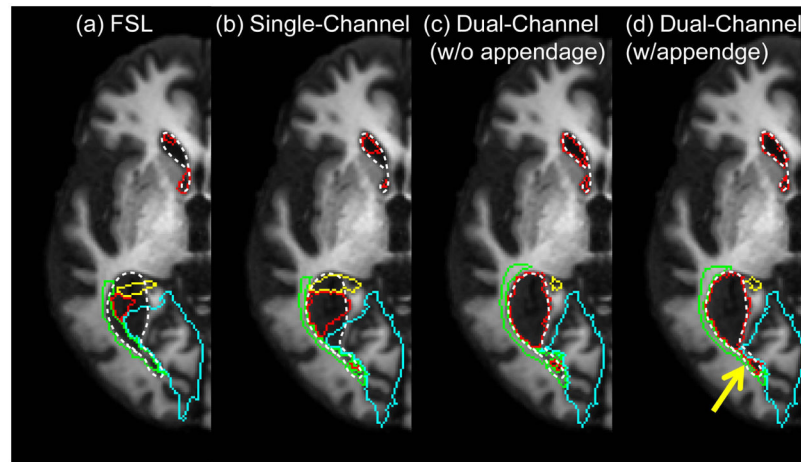 (a) FSL
(b) Single-Channel
(c) Dual-Channel
(w/o appendage)
(d) Dual-Channel
(w/appendge)